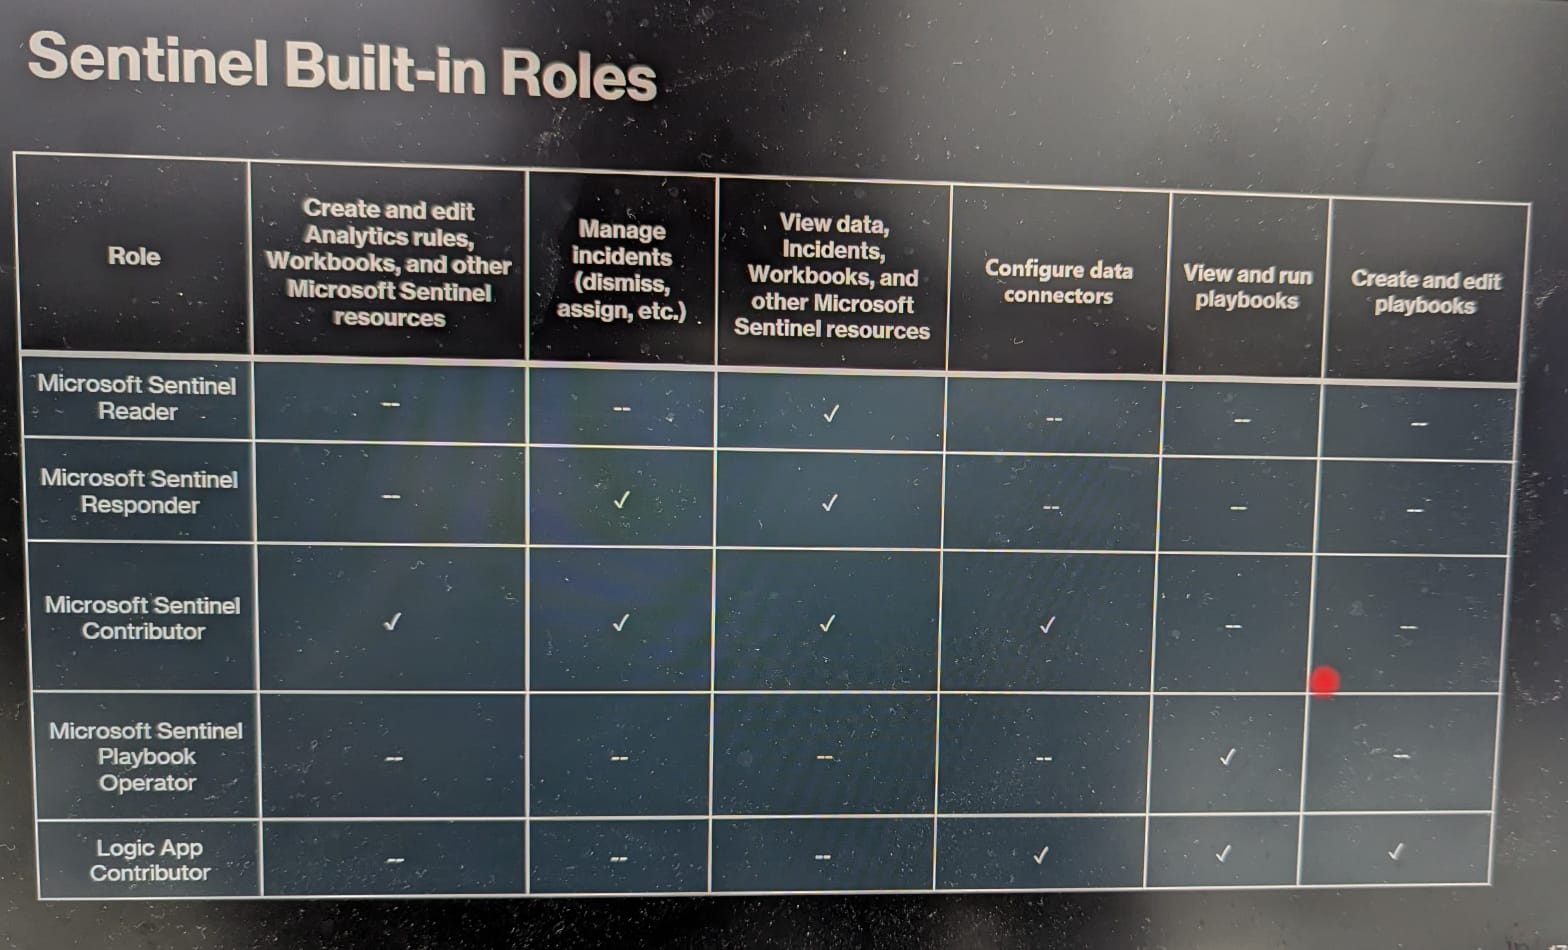 Sentinel Built-in Roles
Role
Create and edit
Analytics rules,
Workbooks, and other
Microsoft Sentinel
resources
Manage
incidents
(dismiss,
assign, etc.)
View data,
Incidents,
Workbooks, and
other Microsoft
Sentinel resources
Configure data
connectors
View and run
playbooks
Create and edit
playbooks
Microsoft Sentinel
Reader
--
--
✓
--
--
--
Microsoft Sentinel
Responder
--
✓
✓
--
--
--
Microsoft Sentinel
Contributor
✓
✓
✓
✓
--
--
Microsoft Sentinel
Playbook
Operator
--
--
--
--
✓
--
Logic App
Contributor
--
--
--
✓
✓
✓